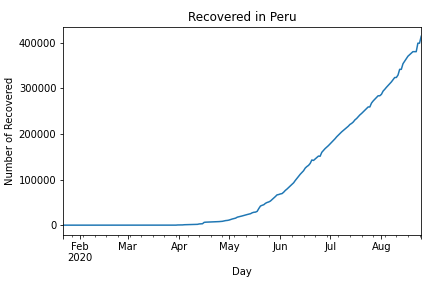 Recovered in Peru
Number of Recovered
400000
300000
200000
100000
0
Feb Mar Apr May Jun Jul Aug
2020
Day